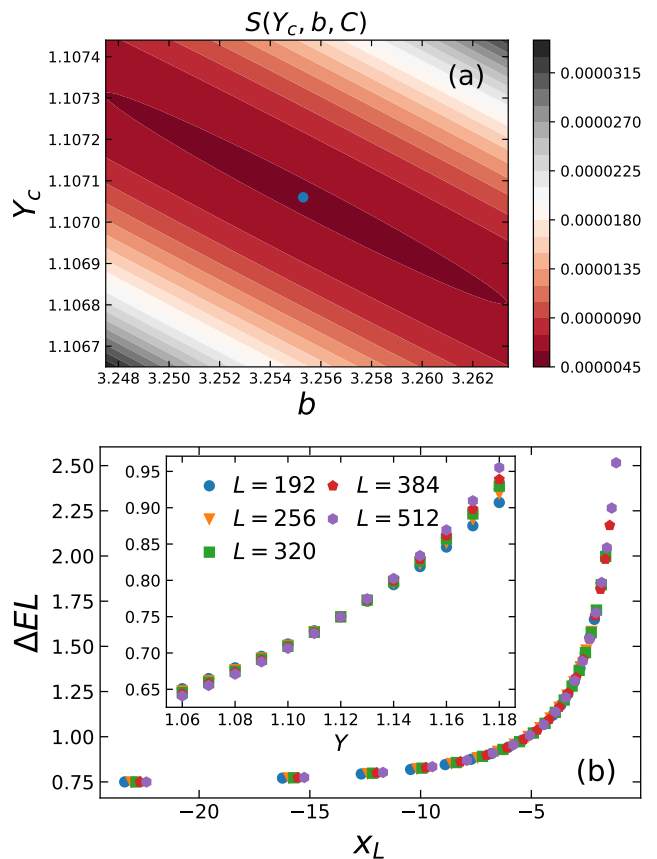 S(Y_c, b, C)
(a)
1.1074
1.1073
1.1072
1.1071
1.1070
1.1069
1.1068
1.1067
Y_c
3.248 3.250 3.252 3.254 3.256 3.258 3.260 3.262
b
0.0000315
0.0000270
0.0000225
0.0000180
0.0000135
0.0000090
0.0000045
2.50
2.25
2.00
1.75
1.50
1.25
1.00
0.75
ΔEL
0.95
0.90
0.85
0.80
0.75
0.70
0.65
L = 192
L = 256
L = 320
L = 384
L = 512
1.06 1.08 1.10 1.12 1.14 1.16 1.18
Y
(b)
−20 −15 −10 −5
x_L